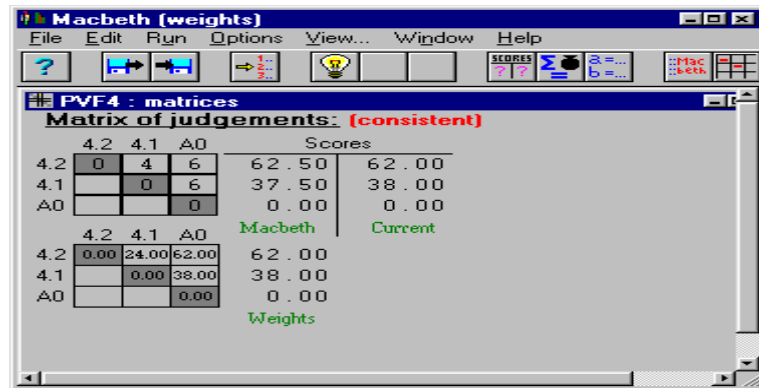 Macbeth (weights)
File Edit Run Options View... Window Help
? 1.. 2.. 3.. SCORES ? ? Σ a=... b=... ::Mac ::beth
PVF4 : matrices
Matrix of judgements: (consistent)
4.2 4.1 A0 Scores
4.2 0 4 6 62.50 62.00
4.1 0 6 37.50 38.00
A0 0 0.00 0.00
Macbeth Current
4.2 4.1 A0
4.2 0.00 24.00 62.00 62.00
4.1 0.00 38.00 38.00
A0 0.00 0.00
Weights